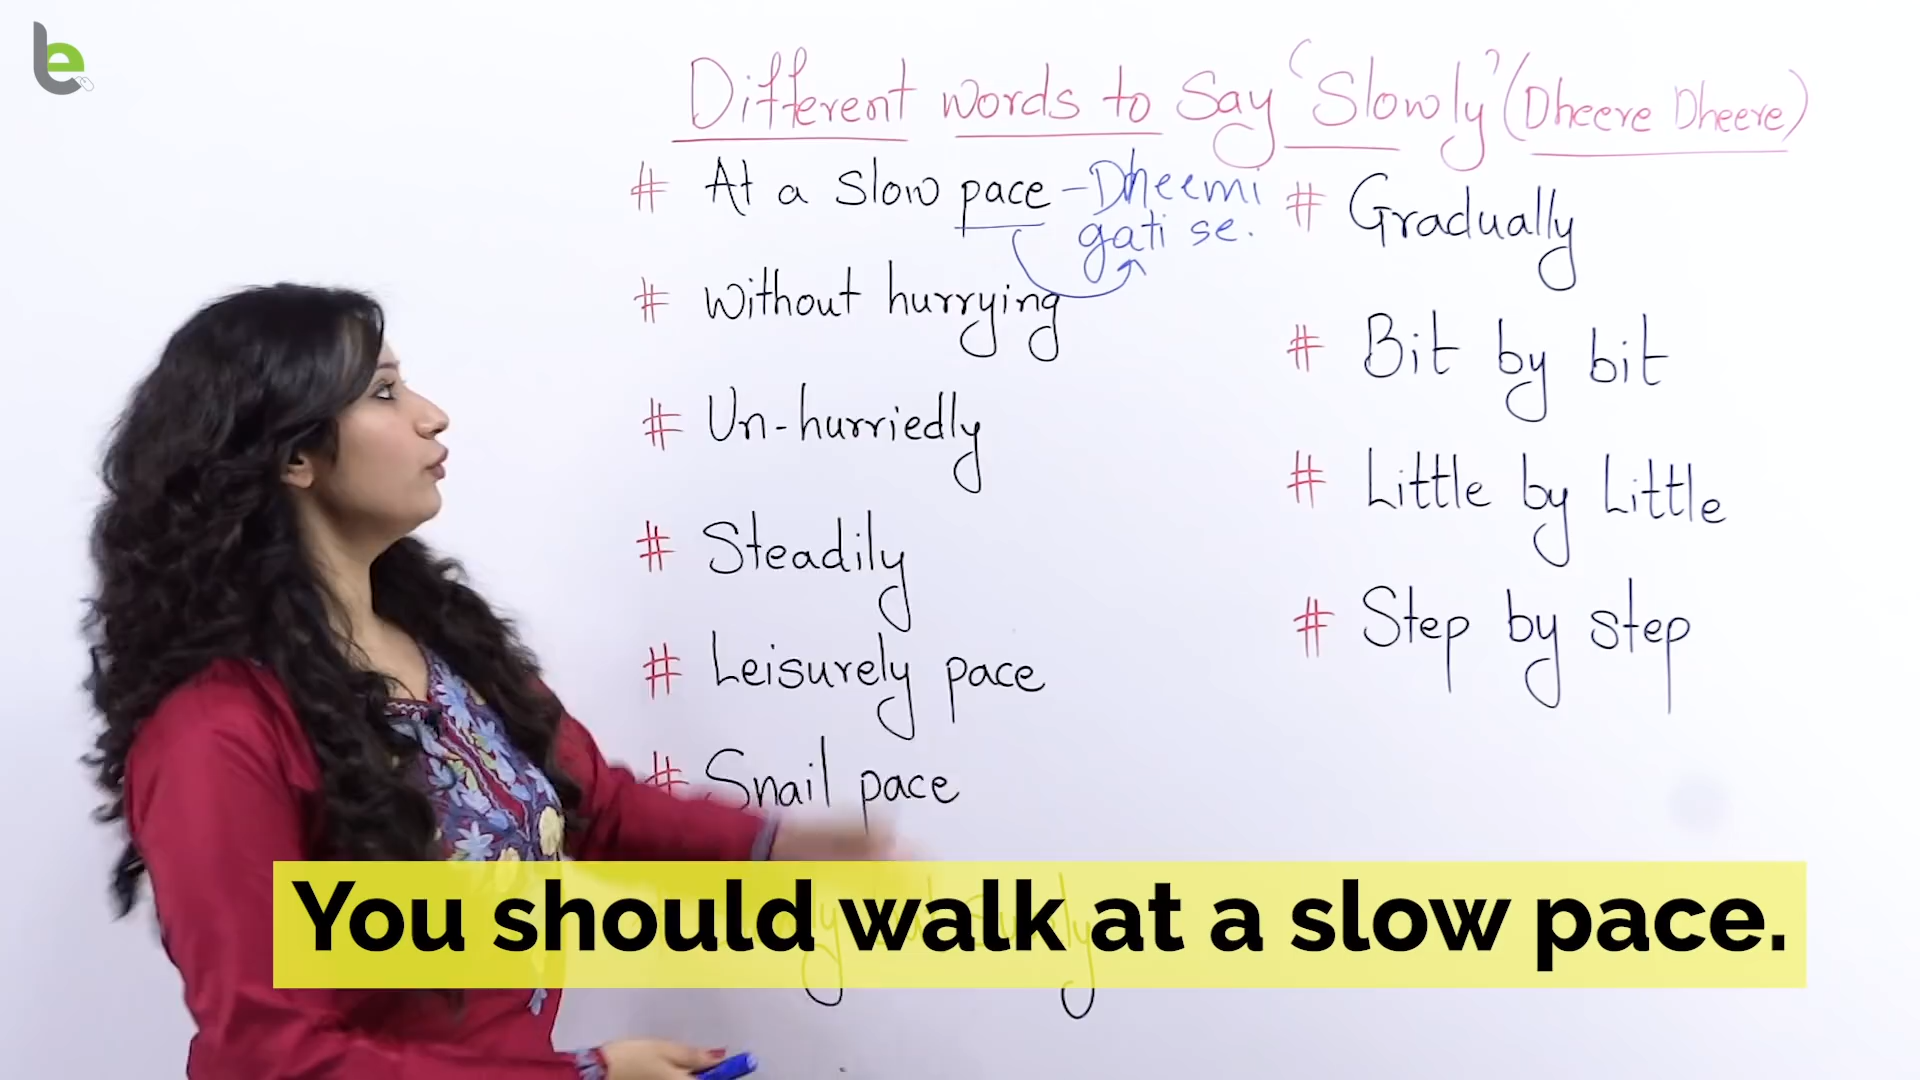 Different words to Say 'Slowly' (Dheere Dheere)
# At a slow pace - Dheemi
gati se.
# without hurrying
# Un-hurriedly
# Steadily
# Leisurely pace
# Snail pace
# Gradually
# Bit by bit
# Little by Little
# Step by step
You should walk at a slow pace.
be